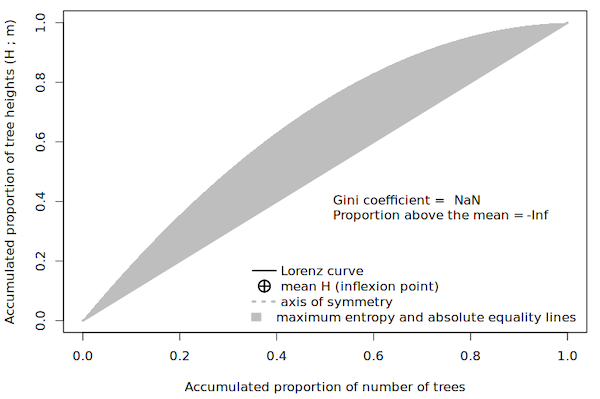 Accumulated proportion of tree heights (H ; m)
1.0
0.8
0.6
0.4
0.2
0.0
Gini coefficient = NaN
Proportion above the mean = -Inf
Lorenz curve
mean H (inflexion point)
axis of symmetry
maximum entropy and absolute equality lines
0.0 0.2 0.4 0.6 0.8 1.0
Accumulated proportion of number of trees